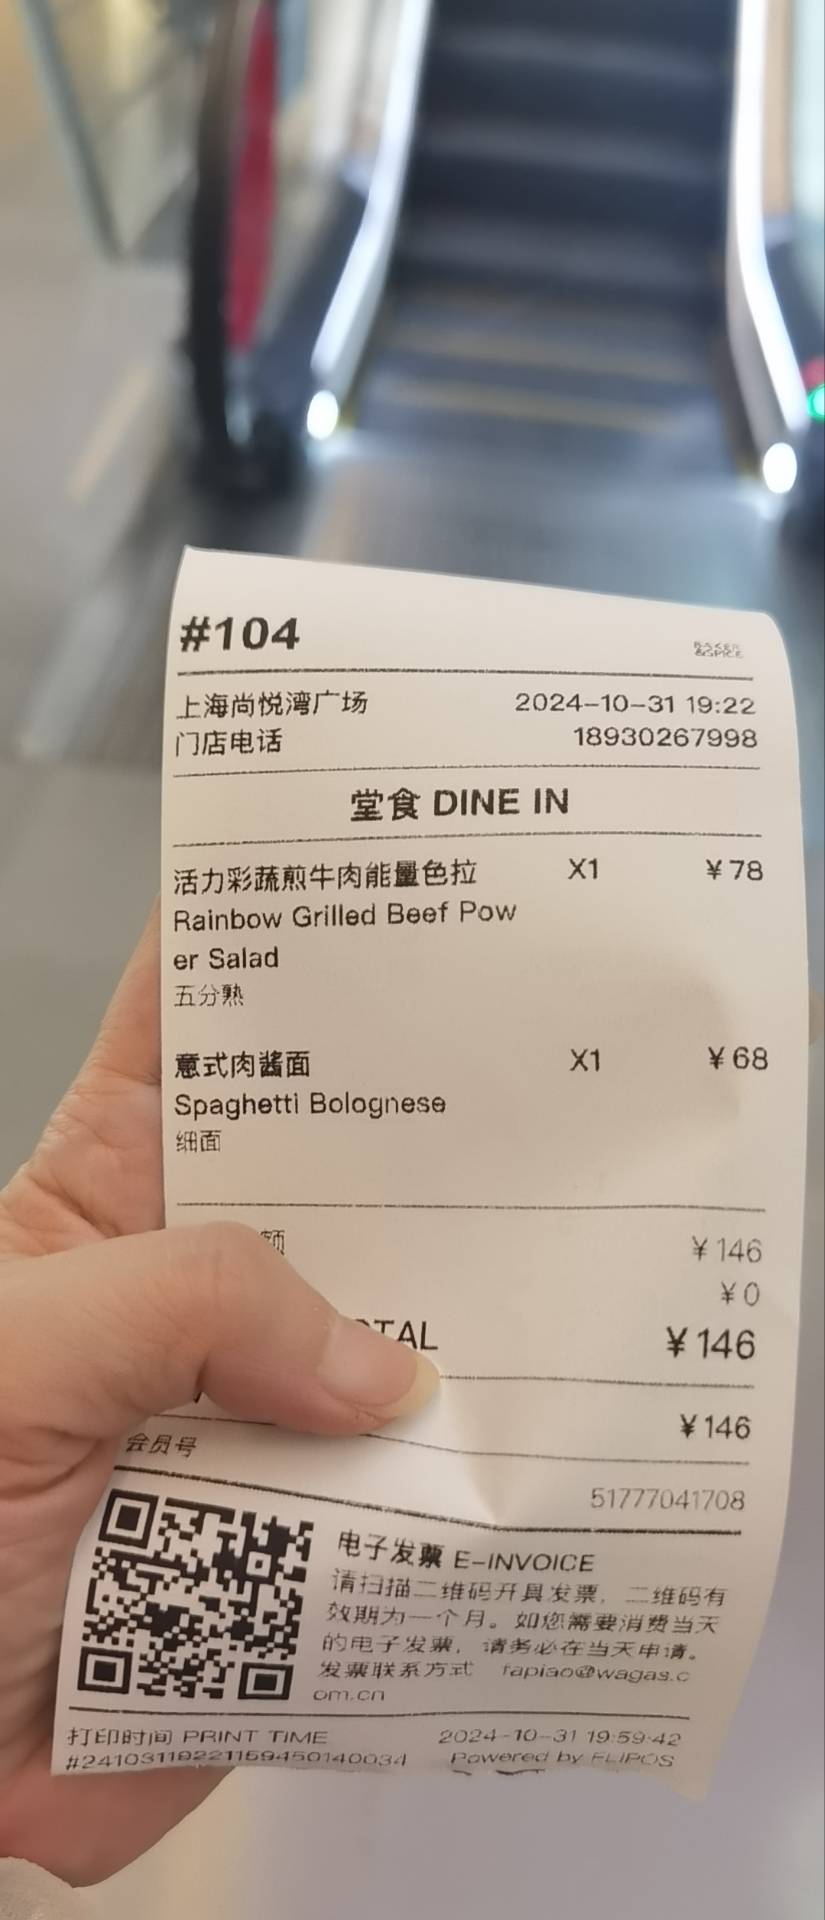 #104
BAKER
&SPICE
上海尚悦湾广场 2024-10-31 19:22
门店电话 18930267998
堂食 DINE IN
活力彩蔬煎牛肉能量色拉 X1 ¥78
Rainbow Grilled Beef Pow
er Salad
五分熟
意式肉酱面 X1 ¥68
Spaghetti Bolognese
细面
额 ¥146
¥0
OTAL ¥146
¥146
会员号
51777041708
电子发票 E-INVOICE
请扫描二维码开具发票，二维码有
效期为一个月。如您需要消费当天
的电子发票，请务必在当天申请。
发票联系方式 fapiao@wagas.c
om.cn
打印时间 PRINT TIME 2024-10-31 19:59:42
#24103119221159450140034 Powered by FLIPOS